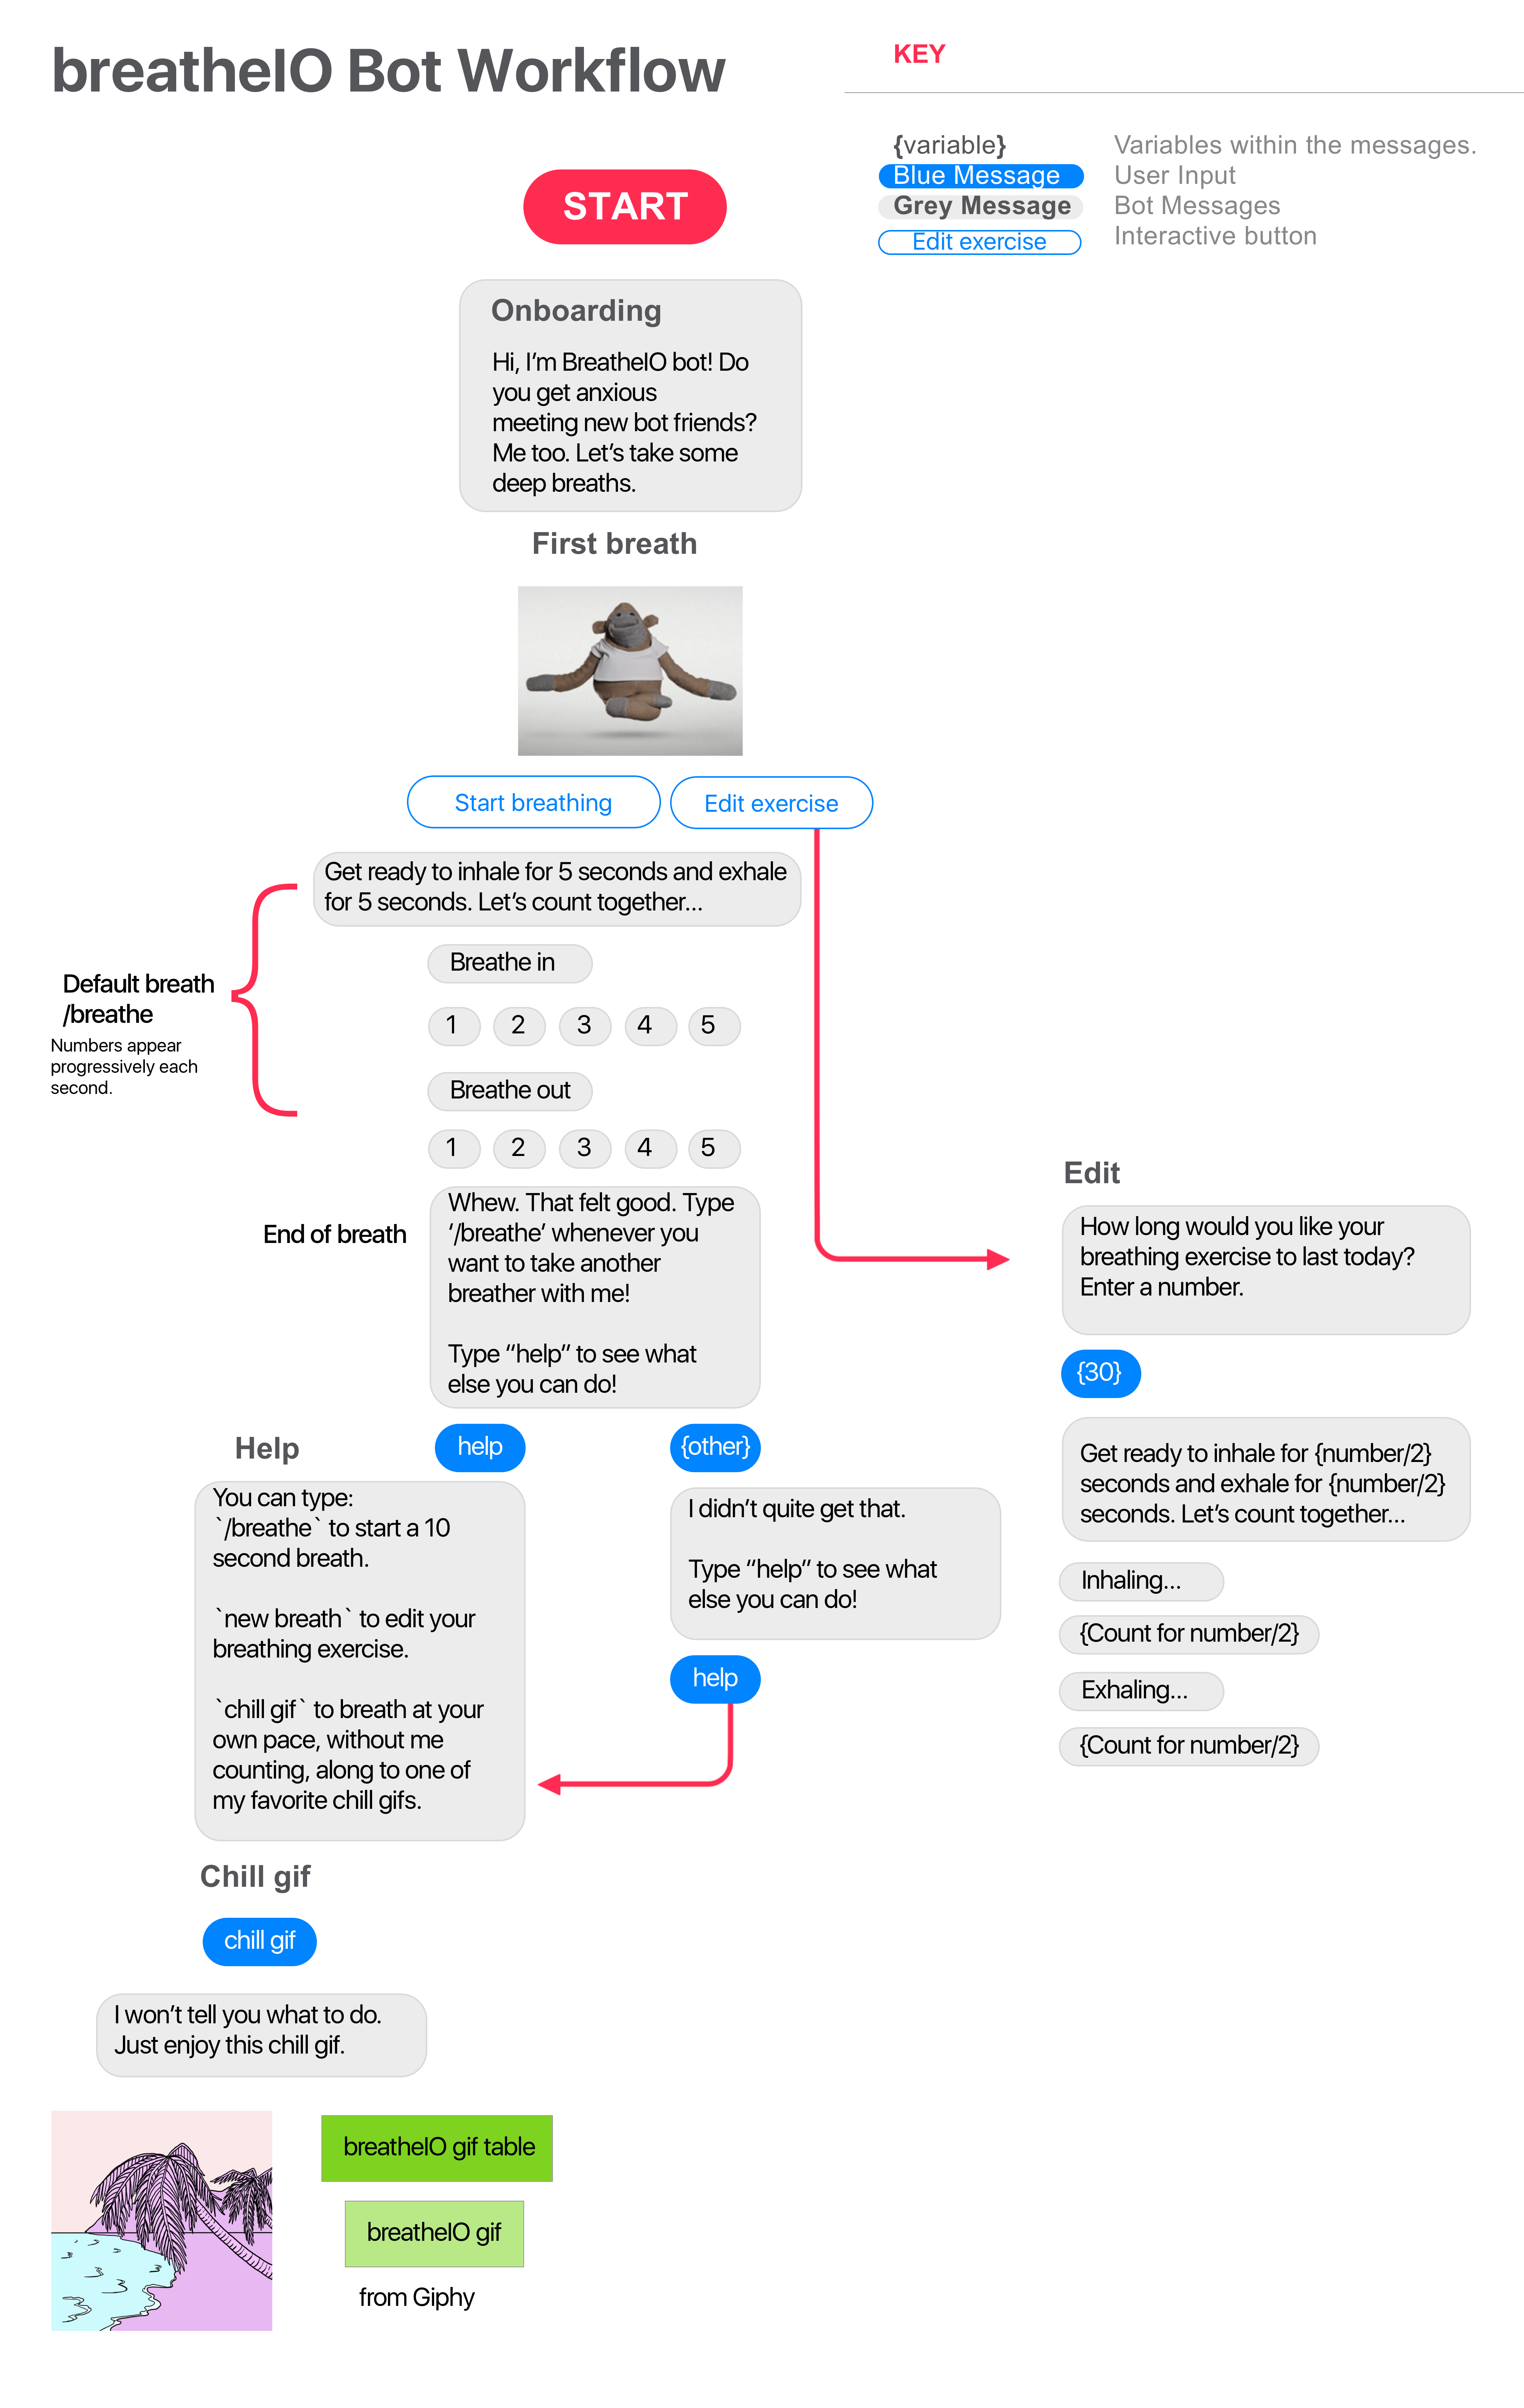 breatheIO Bot Workflow
KEY
{variable} Variables within the messages.
Blue Message User Input
Grey Message Bot Messages
Edit exercise Interactive button
START
Onboarding
Hi, I’m BreatheIO bot! Do
you get anxious
meeting new bot friends?
Me too. Let’s take some
deep breaths.
First breath
Start breathing
Edit exercise
Get ready to inhale for 5 seconds and exhale
for 5 seconds. Let’s count together...
Default breath
/breathe
Numbers appear
progressively each
second.
Breathe in
1 2 3 4 5
Breathe out
1 2 3 4 5
End of breath
Whew. That felt good. Type
‘/breathe’ whenever you
want to take another
breather with me!
Type “help” to see what
else you can do!
help
{other}
Help
You can type:
`/breathe` to start a 10
second breath.
`new breath` to edit your
breathing exercise.
`chill gif` to breath at your
own pace, without me
counting, along to one of
my favorite chill gifs.
I didn’t quite get that.
Type “help” to see what
else you can do!
help
Edit
How long would you like your
breathing exercise to last today?
Enter a number.
{30}
Get ready to inhale for {number/2}
seconds and exhale for {number/2}
seconds. Let’s count together...
Inhaling...
{Count for number/2}
Exhaling...
{Count for number/2}
Chill gif
chill gif
I won’t tell you what to do.
Just enjoy this chill gif.
breatheIO gif table
breatheIO gif
from Giphy